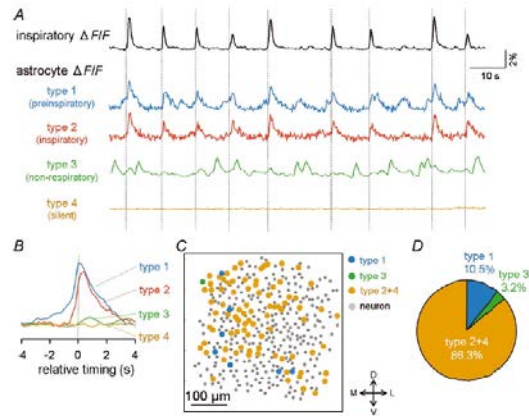 A
inspiratory ΔF/F
2%
10 s
astrocyte ΔF/F
type 1
(preinspiratory)
type 2
(inspiratory)
type 3
(non-respiratory)
type 4
(silent)
B
type 1
type 2
type 3
type 4
-4 -2 0 2 4
relative timing (s)
C
type 1
type 3
type 2+4
neuron
100 μm
D
M L
V
D
type 1
10.5%
type 3
3.2%
type 2+4
86.3%